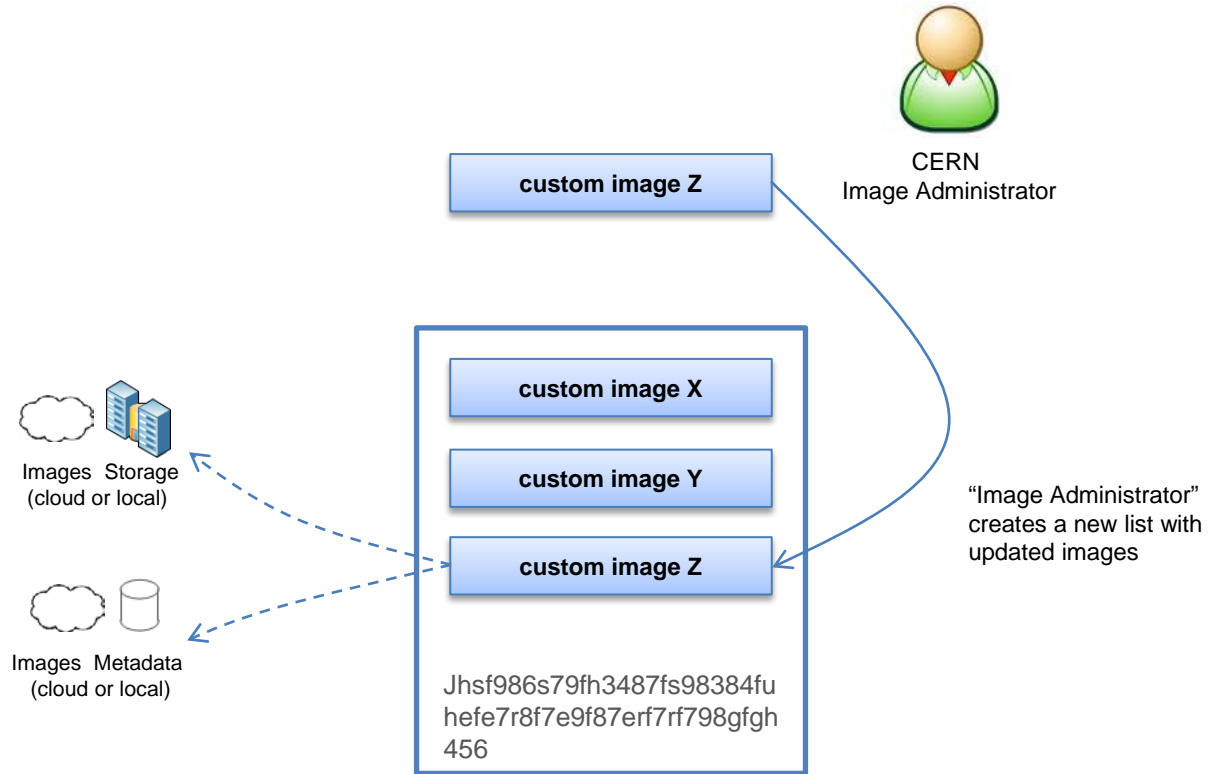 CERN
Image Administrator
custom image Z
custom image X
custom image Y
custom image Z
Images Storage
(cloud or local)
Images Metadata
(cloud or local)
“Image Administrator”
creates a new list with
updated images
Jhsf986s79fh3487fs98384fu
hefe7r8f7e9f87erf7rf798gfgh
456